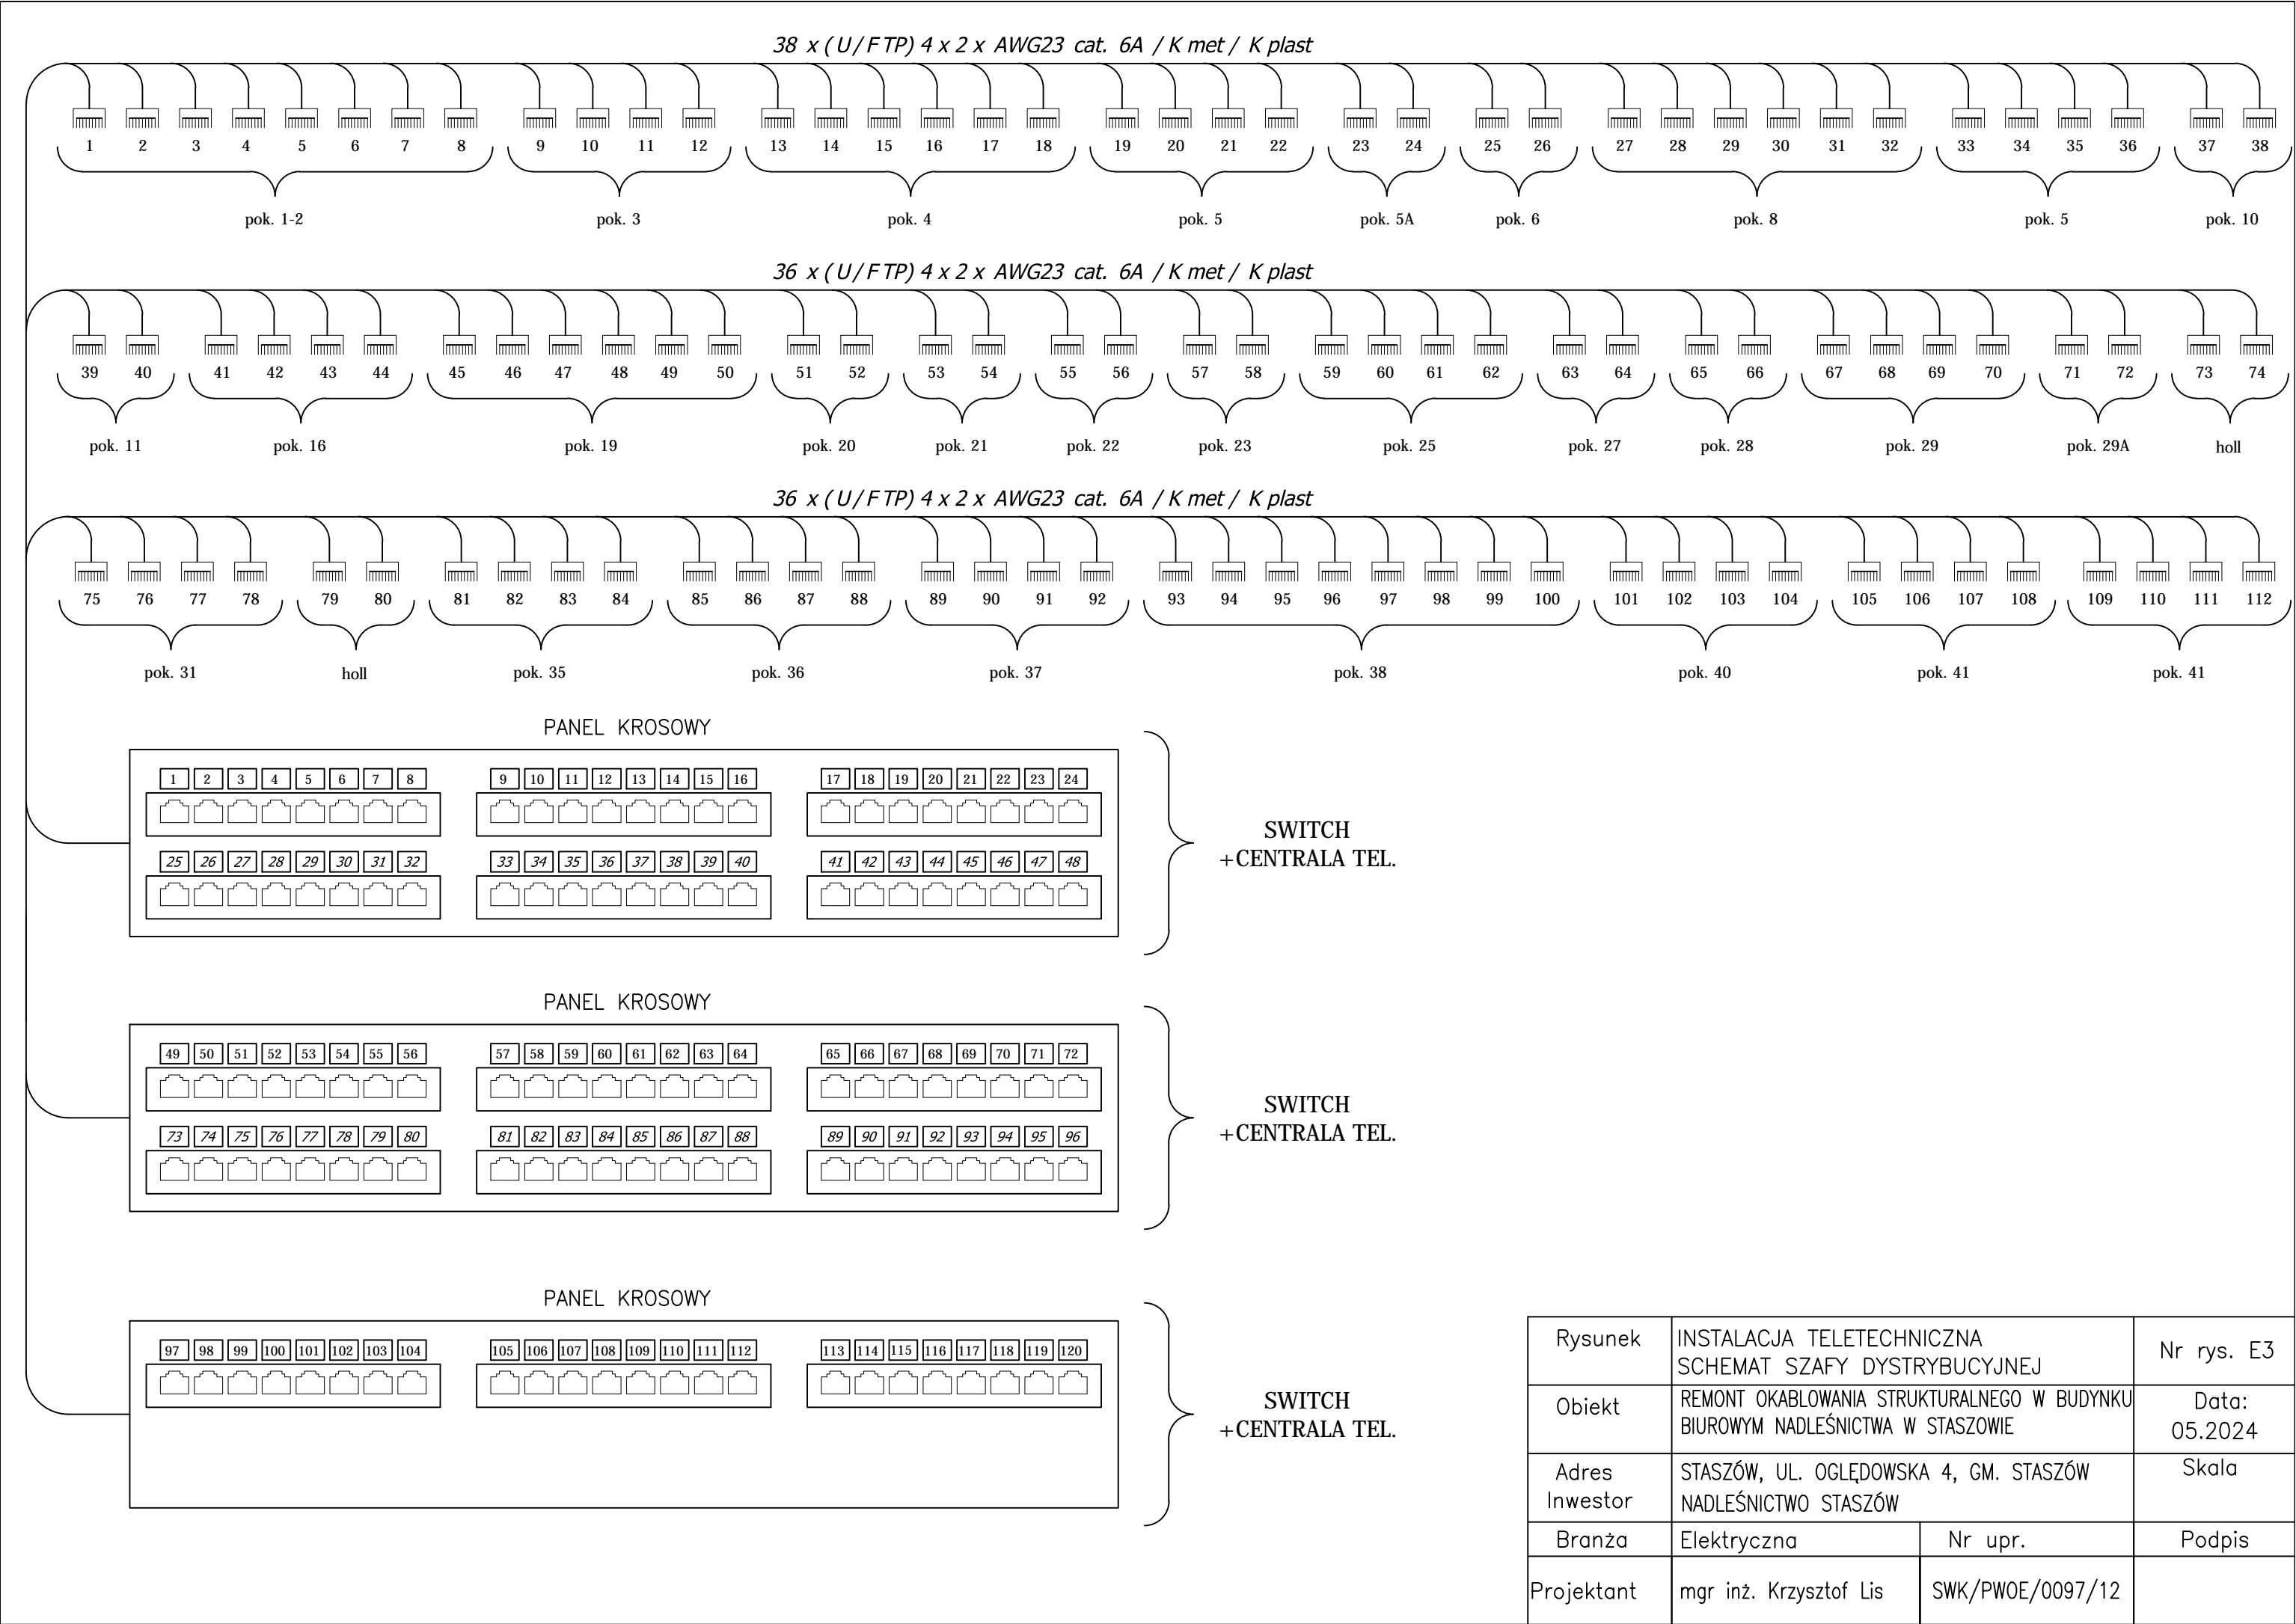 38 x ( U / F TP) 4 x 2 x AWG23 cat. 6A / K met / K plast
1 2 3 4 5 6 7 8 9 10 11 12 13 14 15 16 17 18 19 20 21 22 23 24 25 26 27 28 29 30 31 32 33 34 35 36 37 38
pok. 1-2 pok. 3 pok. 4 pok. 5 pok. 5A pok. 6 pok. 8 pok. 5 pok. 10
36 x ( U / F TP) 4 x 2 x AWG23 cat. 6A / K met / K plast
39 40 41 42 43 44 45 46 47 48 49 50 51 52 53 54 55 56 57 58 59 60 61 62 63 64 65 66 67 68 69 70 71 72 73 74
pok. 11 pok. 16 pok. 19 pok. 20 pok. 21 pok. 22 pok. 23 pok. 25 pok. 27 pok. 28 pok. 29 pok. 29A holl
36 x ( U / F TP) 4 x 2 x AWG23 cat. 6A / K met / K plast
75 76 77 78 79 80 81 82 83 84 85 86 87 88 89 90 91 92 93 94 95 96 97 98 99 100 101 102 103 104 105 106 107 108 109 110 111 112
pok. 31 holl pok. 35 pok. 36 pok. 37 pok. 38 pok. 40 pok. 41 pok. 41
PANEL KROSOWY
1 2 3 4 5 6 7 8 9 10 11 12 13 14 15 16 17 18 19 20 21 22 23 24
25 26 27 28 29 30 31 32 33 34 35 36 37 38 39 40 41 42 43 44 45 46 47 48
SWITCH
+CENTRALA TEL.
PANEL KROSOWY
49 50 51 52 53 54 55 56 57 58 59 60 61 62 63 64 65 66 67 68 69 70 71 72
73 74 75 76 77 78 79 80 81 82 83 84 85 86 87 88 89 90 91 92 93 94 95 96
SWITCH
+CENTRALA TEL.
PANEL KROSOWY
97 98 99 100 101 102 103 104 105 106 107 108 109 110 111 112 113 114 115 116 117 118 119 120
SWITCH
+CENTRALA TEL.
Rysunek
INSTALACJA TELETECHNICZNA
SCHEMAT SZAFY DYSTRYBUCYJNEJ
Nr rys. E3
Obiekt
REMONT OKABLOWANIA STRUKTURALNEGO W BUDYNKU
BIUROWYM NADLEŚNICTWA W STASZOWIE
Data:
05.2024
Adres
Inwestor
STASZÓW, UL. OGLĘDOWSKA 4, GM. STASZÓW
NADLEŚNICTWO STASZÓW
Skala
Branża
Elektryczna
Nr upr.
Podpis
Projektant
mgr inż. Krzysztof Lis
SWK/PWOE/0097/12